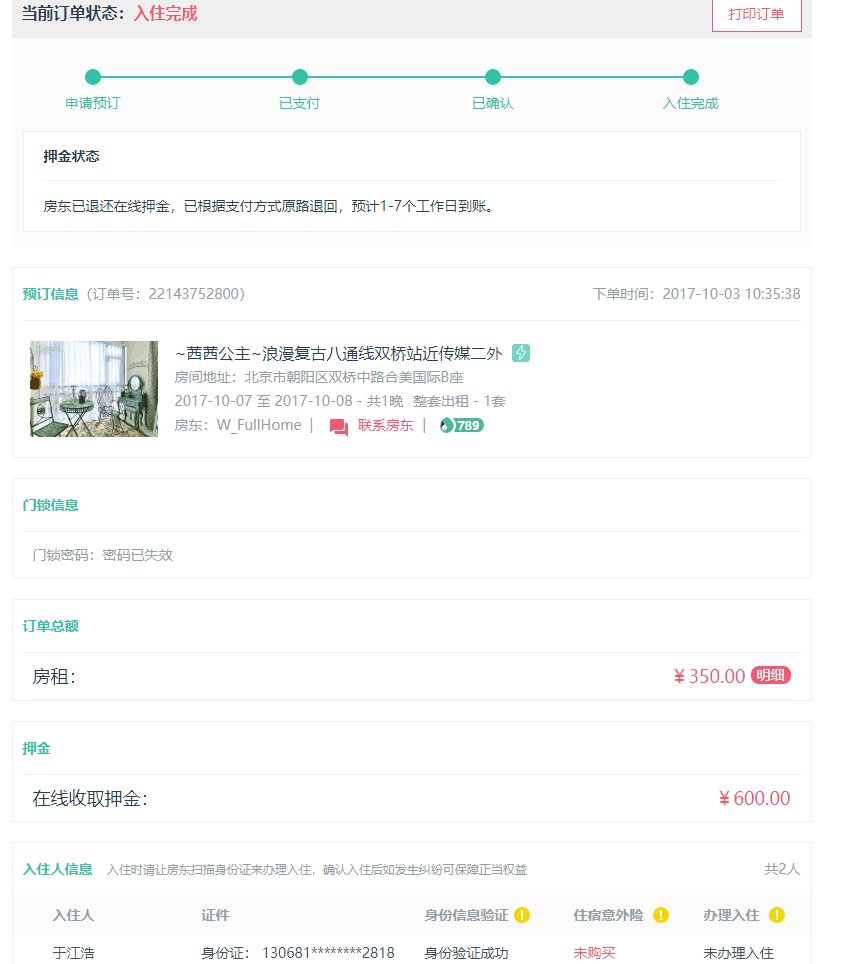 当前订单状态：入住完成
打印订单
申请预订 已支付 已确认 入住完成
押金状态
房东已退还在线押金，已根据支付方式原路退回，预计1-7个工作日到账。
预订信息（订单号：22143752800） 下单时间：2017-10-03 10:35:38
~茜茜公主~浪漫复古八通线双桥站近传媒二外
房间地址：北京市朝阳区双桥中路合美国际B座
2017-10-07 至 2017-10-08 - 共1晚 整套出租 - 1套
房东：W_FullHome | 联系房东 | 789
门锁信息
门锁密码：密码已失效
订单总额
房租： ¥350.00 明细
押金
在线收取押金： ¥600.00
入住人信息 入住时请让房东扫描身份证来办理入住，确认入住后如发生纠纷可保障正当权益 共2人
入住人 证件 身份信息验证 住宿意外险 办理入住
于江浩 身份证： 130681********2818 身份验证成功 未购买 未办理入住